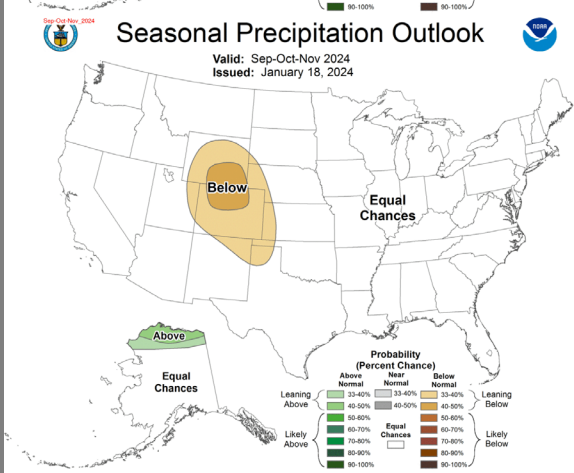 90-100%
90-100%
Sep-Oct-Nov_2024
NOAA
Seasonal Precipitation Outlook
Valid: Sep-Oct-Nov 2024
Issued: January 18, 2024
Below
Equal
Chances
Above
Equal
Chances
Probability
(Percent Chance)
Above
Normal
Near
Normal
Below
Normal
Leaning
Above
33-40%
33-40%
33-40%
Leaning
Below
40-50%
40-50%
40-50%
Likely
Above
50-60%
50-60%
Likely
Below
60-70%
Equal
Chances
60-70%
70-80%
70-80%
80-90%
80-90%
90-100%
90-100%